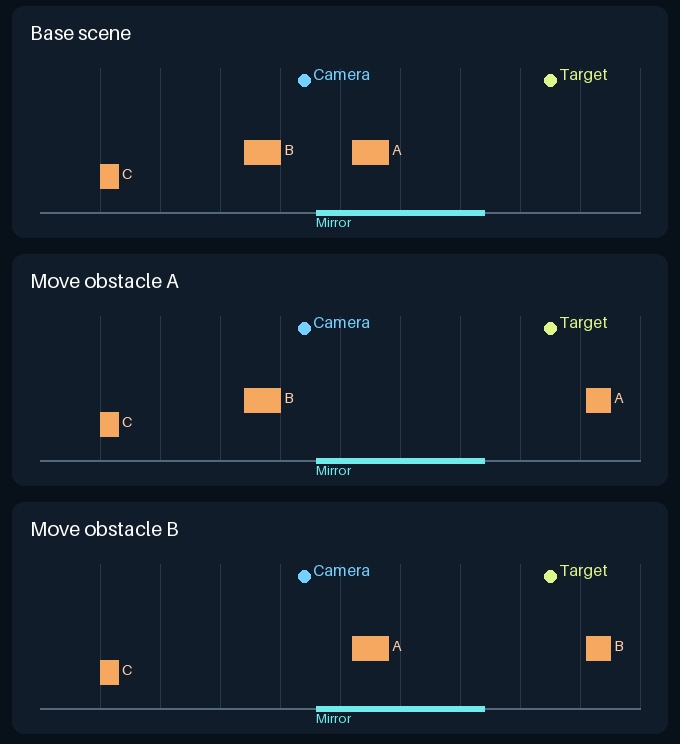 Base scene
Camera
Target
B
A
C
Mirror
Move obstacle A
Camera
Target
B
A
C
Mirror
Move obstacle B
Camera
Target
A
B
C
Mirror